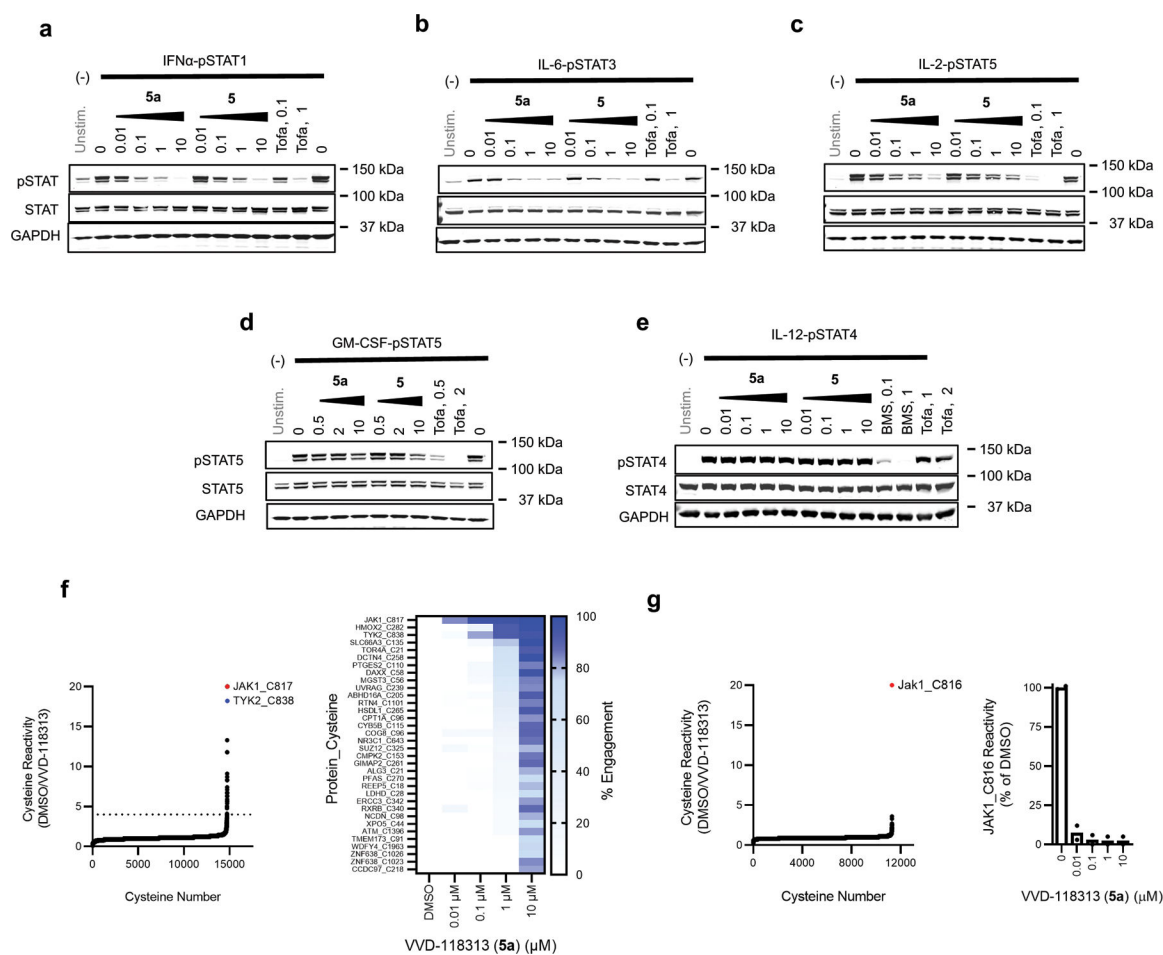 a
IFNα-pSTAT1
(-)
5a
5
Unstim.
0
0.01
0.1
1
10
0.01
0.1
1
10
Tofa, 0.1
Tofa, 1
0
150 kDa
pSTAT
100 kDa
STAT
37 kDa
GAPDH
b
IL-6-pSTAT3
(-)
5a
5
Unstim.
0
0.01
0.1
1
10
0.01
0.1
1
10
Tofa, 0.1
Tofa, 1
0
150 kDa
100 kDa
37 kDa
c
IL-2-pSTAT5
(-)
5a
5
Unstim.
0
0.01
0.1
1
10
0.01
0.1
1
10
Tofa, 0.1
Tofa, 1
0
150 kDa
100 kDa
37 kDa
d
GM-CSF-pSTAT5
(-)
5a
5
Unstim.
0
0.5
2
10
0.5
2
10
Tofa, 0.5
Tofa, 2
0
150 kDa
pSTAT5
100 kDa
STAT5
37 kDa
GAPDH
e
IL-12-pSTAT4
(-)
5a
5
Unstim.
0
0.01
0.1
1
10
0.01
0.1
1
10
BMS, 0.1
BMS, 1
Tofa, 1
Tofa, 2
150 kDa
pSTAT4
100 kDa
STAT4
37 kDa
GAPDH
f
Cysteine Reactivity
(DMSO/VVD-118313)
20
15
10
5
0
JAK1_C817
TYK2_C838
0
5000
10000
15000
Cysteine Number
Protein_Cysteine
JAK1_C817
HMOX2_C282
TYK2_C838
SLC66A3_C135
TOR4A_C21
DCTN4_C258
PTGES2_C110
DAXX_C58
MGST3_C56
UVRAG_C239
ABHD16A_C205
RTN4_C1101
HSDL1_C265
CPT1A_C96
CYB5B_C115
COG8_C96
NR3C1_C643
SUZ12_C325
CMPK2_C153
GIMAP2_C261
ALG3_C21
PFAS_C270
REEP5_C18
LDHD_C28
ERCC3_C342
RXRB_C340
NCDN_C98
XPO5_C44
ATM_C1396
TMEM173_C91
WDFY4_C1963
ZNF638_C1026
ZNF638_C1023
CCDC97_C218
DMSO
0.01 µM
0.1 µM
1 µM
10 µM
VVD-118313 (5a) (µM)
100
80
60
40
20
0
% Engagement
g
Cysteine Reactivity
(DMSO/VVD-118313)
20
15
10
5
0
Jak1_C816
0
4000
8000
12000
Cysteine Number
JAK1_C816 Reactivity
(% of DMSO)
100
75
50
25
0
0
0.01
0.1
1
10
VVD-118313 (5a) (µM)